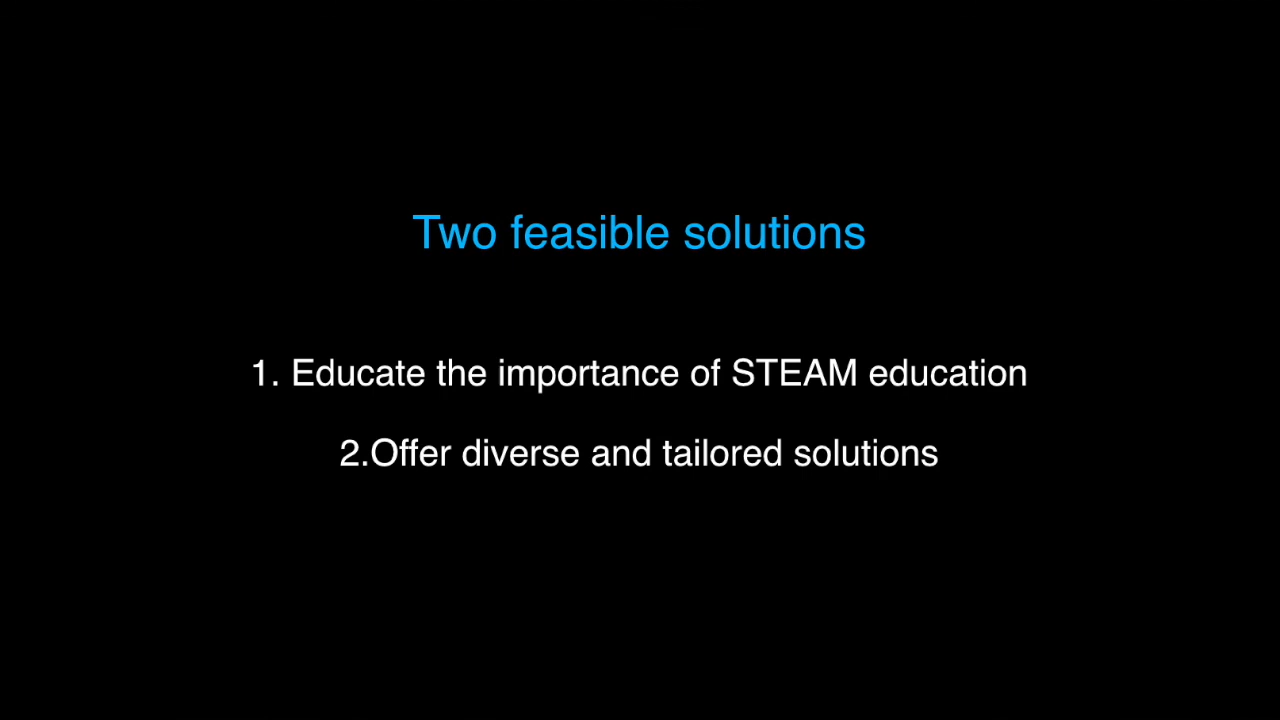 Two feasible solutions
1. Educate the importance of STEAM education
2.Offer diverse and tailored solutions